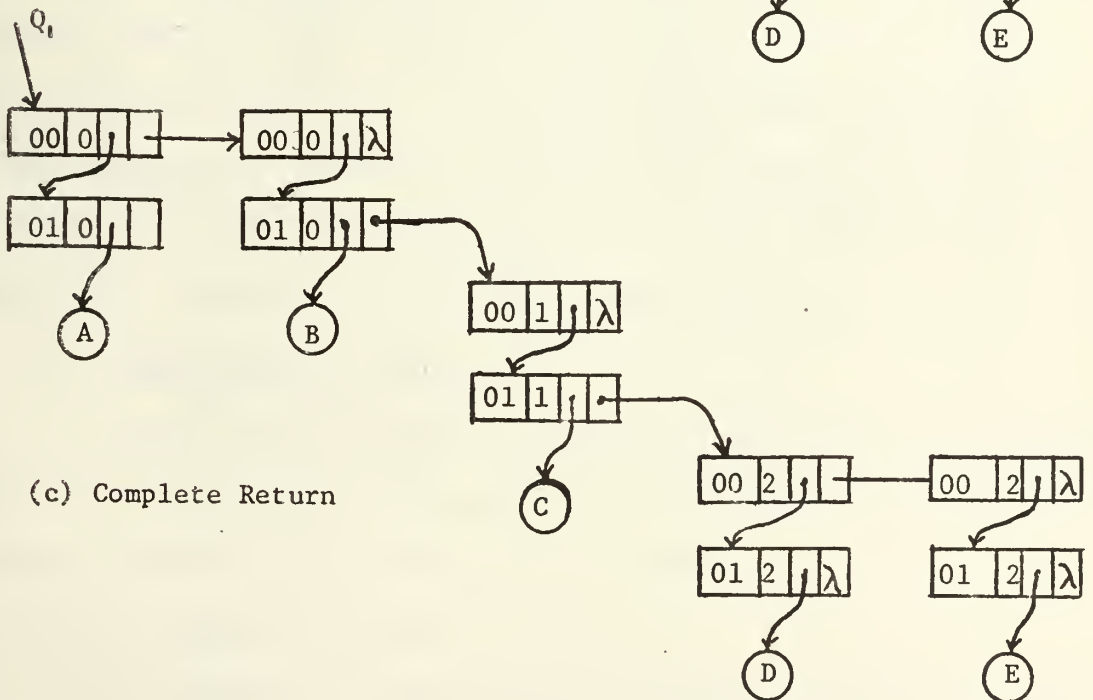 D E
Q₁
00 0 00 0 λ
01 0 01 0
A B
00 1 λ
01 1
C
00 2 00 2 λ
01 2 λ 01 2 λ
(c) Complete Return
D E